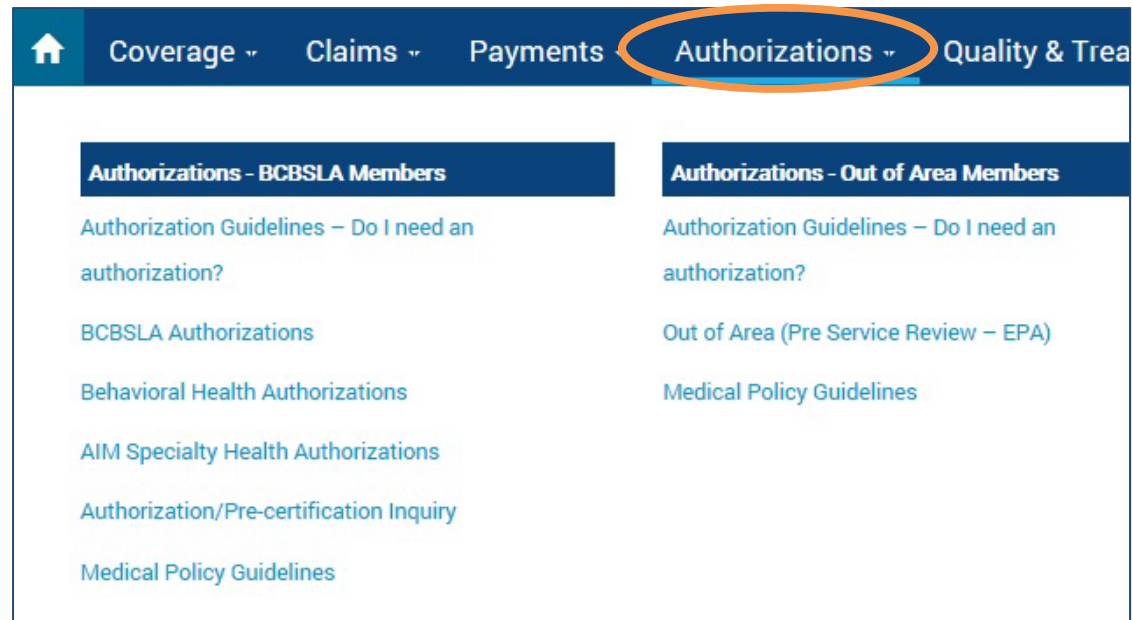 Coverage Claims Payments Authorizations Quality & Trea
Authorizations - BCBSLA Members
Authorization Guidelines – Do I need an
authorization?
BCBSLA Authorizations
Behavioral Health Authorizations
AIM Specialty Health Authorizations
Authorization/Pre-certification Inquiry
Medical Policy Guidelines
Authorizations - Out of Area Members
Authorization Guidelines – Do I need an
authorization?
Out of Area (Pre Service Review – EPA)
Medical Policy Guidelines